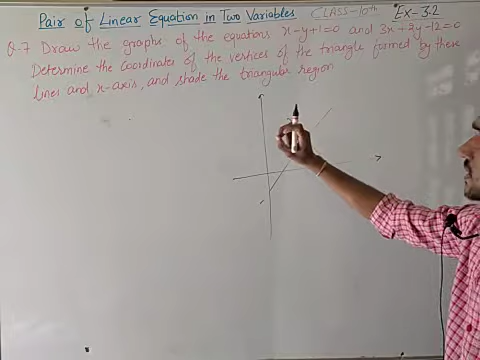 Pair of Linear Equation in Two Variables CLASS-10th Ex-3.2
Q-7 Draw the graphs of the equations x-y+1=0 and 3x+2y-12=0
Determine the Coordinates of the vertices of the triangle formed by these
lines and x-axis, and shade the triangular region